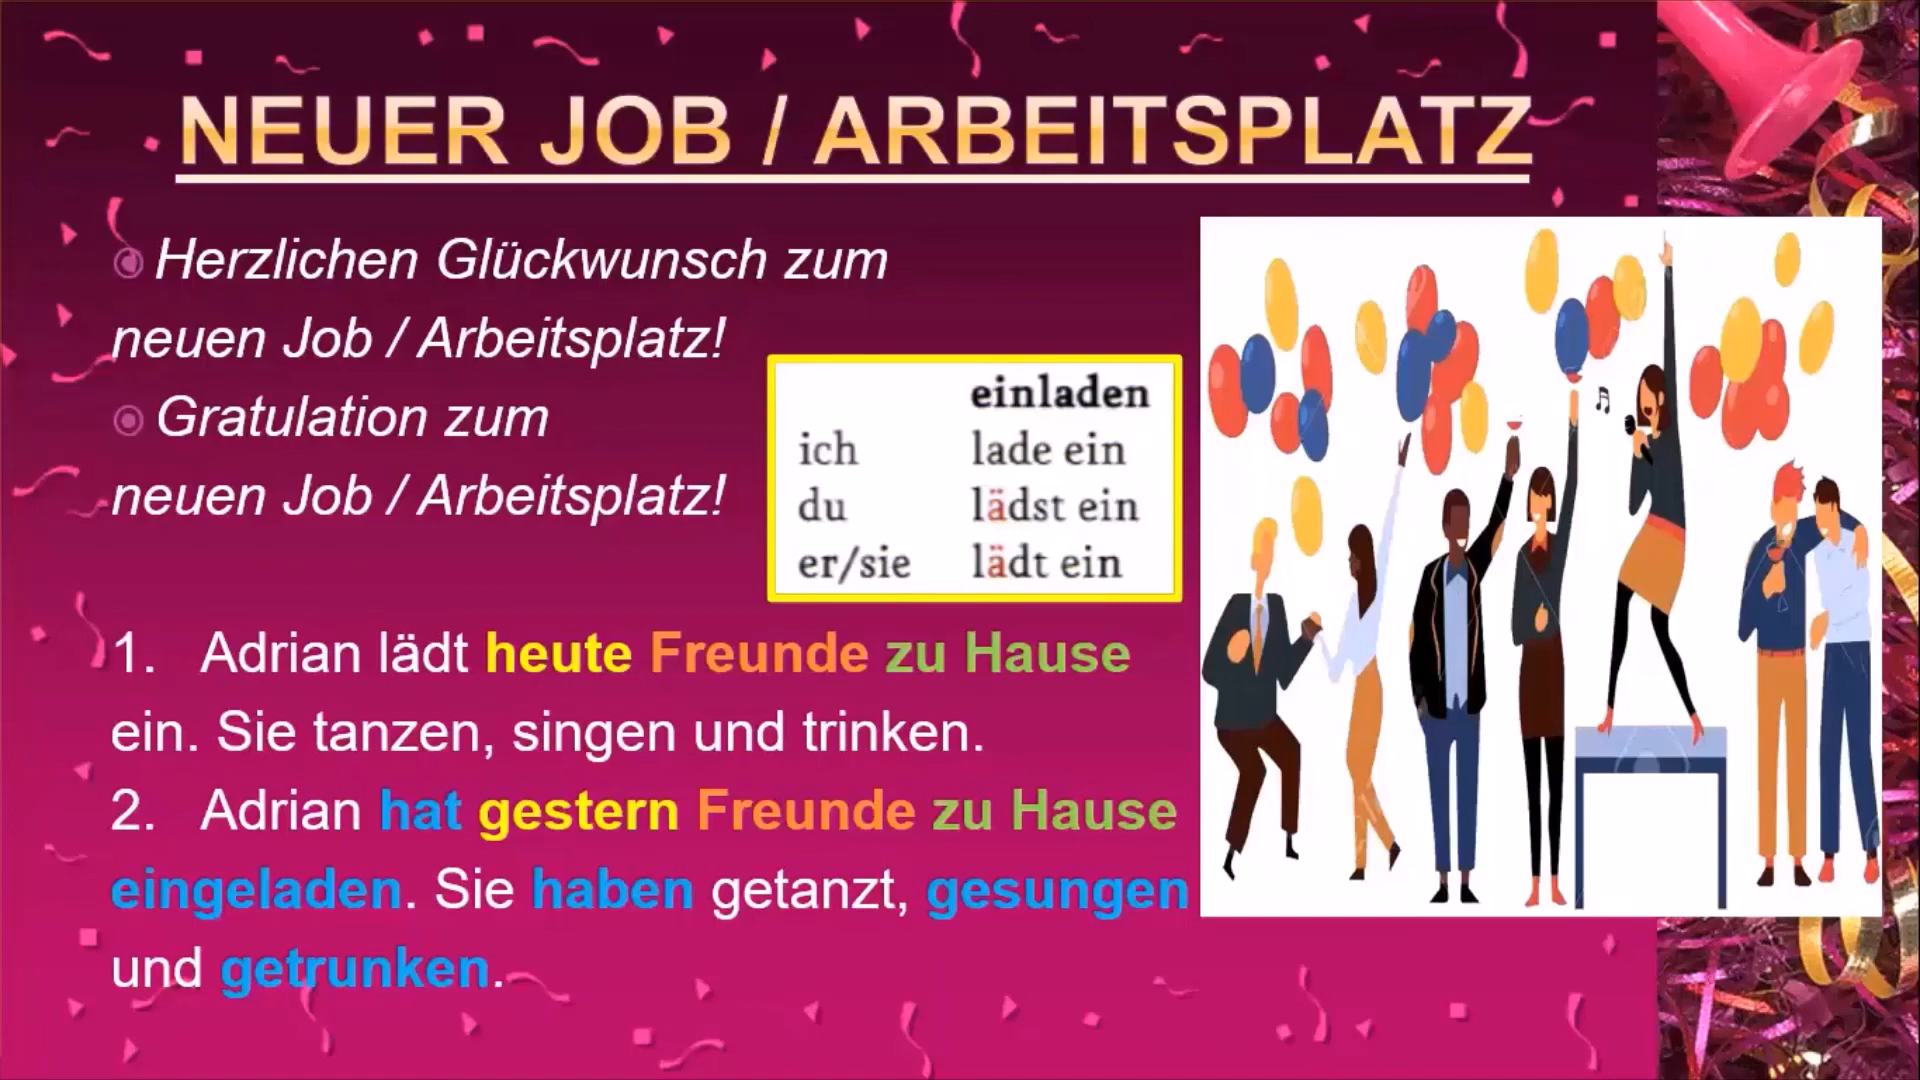 NEUER JOB / ARBEITSPLATZ
Herzlichen Glückwunsch zum
neuen Job / Arbeitsplatz!
Gratulation zum
neuen Job / Arbeitsplatz!
einladen
ich lade ein
du lädst ein
er/sie lädt ein
1. Adrian lädt heute Freunde zu Hause
ein. Sie tanzen, singen und trinken.
2. Adrian hat gestern Freunde zu Hause
eingeladen. Sie haben getanzt, gesungen
und getrunken.